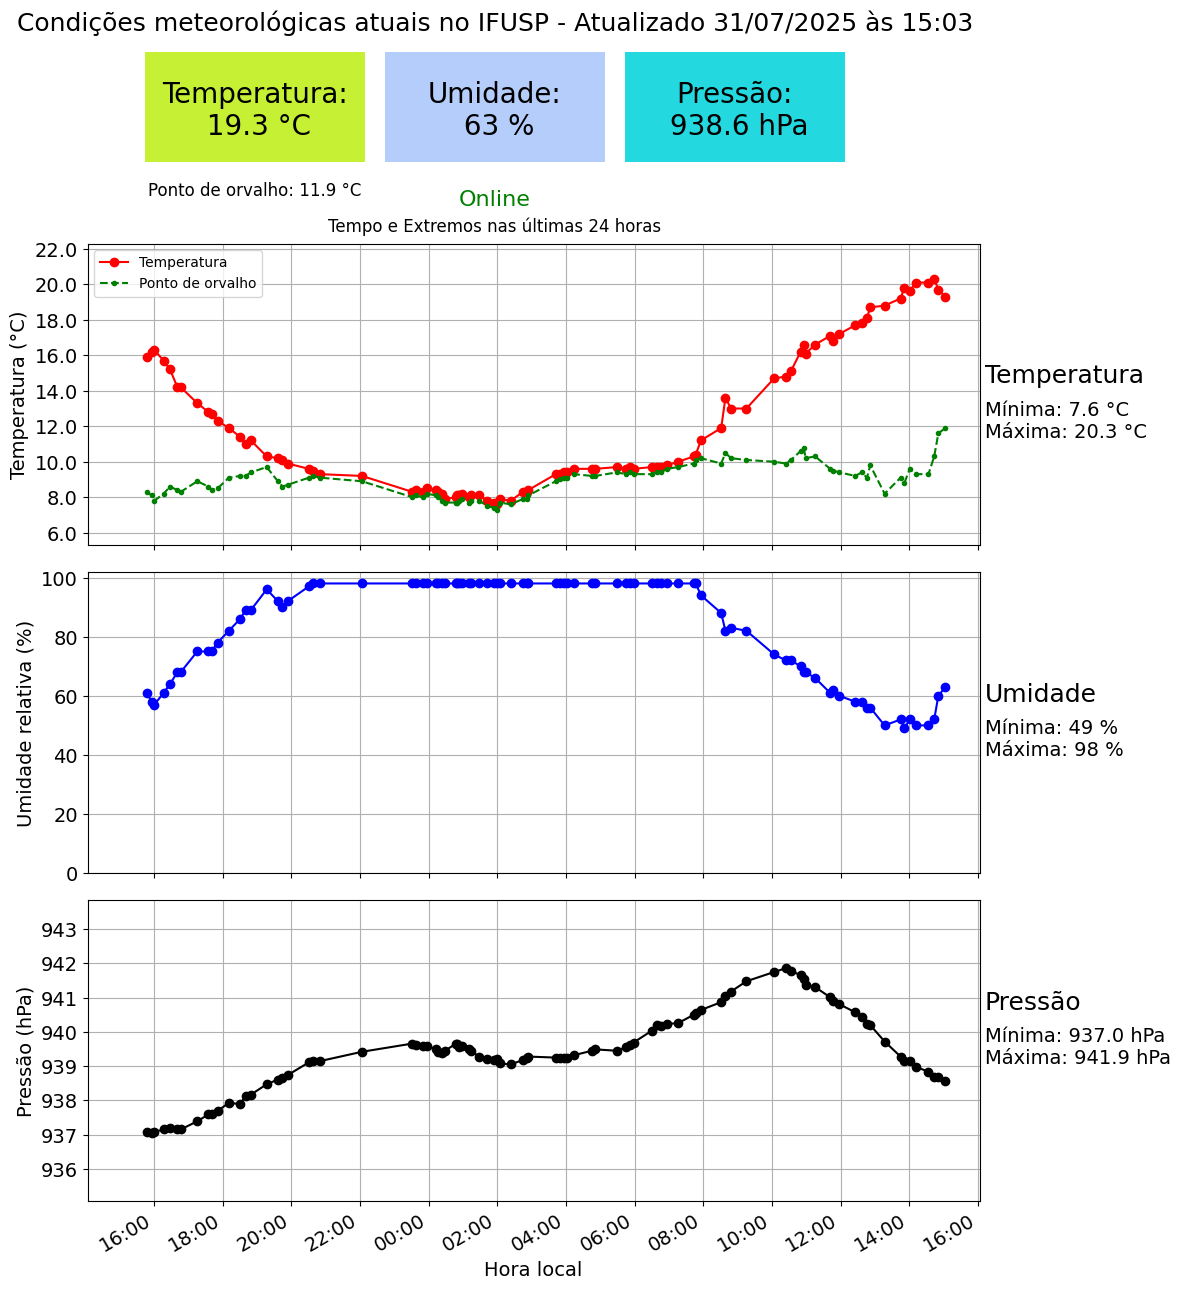 Condições meteorológicas atuais no IFUSP - Atualizado 31/07/2025 às 15:03
Temperatura:
19.3 °C
Umidade:
63 %
Pressão:
938.6 hPa
Ponto de orvalho: 11.9 °C
Online
Tempo e Extremos nas últimas 24 horas
Temperatura
Ponto de orvalho
Temperatura (°C)
22.0
20.0
18.0
16.0
14.0
12.0
10.0
8.0
6.0
Temperatura
Mínima: 7.6 °C
Máxima: 20.3 °C
Umidade relativa (%)
100
80
60
40
20
0
Umidade
Mínima: 49 %
Máxima: 98 %
Pressão (hPa)
943
942
941
940
939
938
937
936
Pressão
Mínima: 937.0 hPa
Máxima: 941.9 hPa
16:00 18:00 20:00 22:00 00:00 02:00 04:00 06:00 08:00 10:00 12:00 14:00 16:00
Hora local